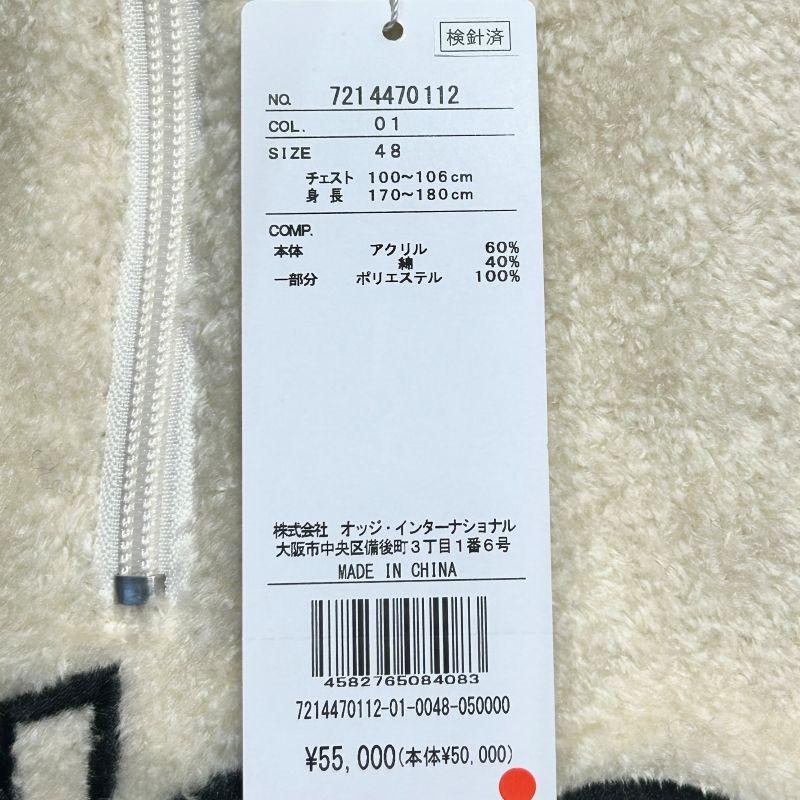 検針済
NO. 7214470112
COL. 01
SIZE 48
チェスト 100～106cm
身長 170～180cm
COMP.
本体 アクリル 60%
綿 40%
一部分 ポリエステル 100%
株式会社 オッジ・インターナショナル
大阪市中央区備後町3丁目1番6号
MADE IN CHINA
4582765084083
7214470112-01-0048-050000
¥55,000(本体¥50,000)